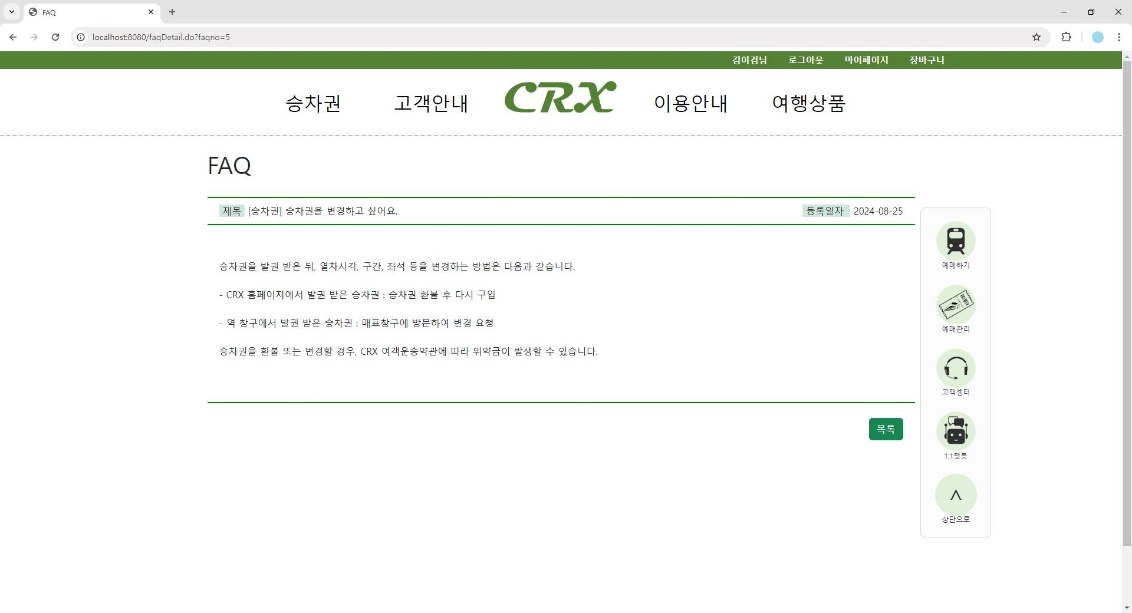 FAQ
localhost:8080/faqDetail.do?faqno=5
김이검님 로그아웃 마이페이지 장바구니
승차권 고객안내 CRX 이용안내 여행상품
FAQ
제목 [승차권] 승차권을 변경하고 싶어요.
등록일자 2024-08-25
승차권을 발권 받은 뒤, 열차시각, 구간, 좌석 등을 변경하는 방법은 다음과 같습니다.
- CRX 홈페이지에서 발권 받은 승차권 : 승차권 환불 후 다시 구입
- 역 창구에서 발권 받은 승차권 : 매표창구에 방문하여 변경 요청
승차권을 환불 또는 변경할 경우, CRX 여객운송약관에 따라 위약금이 발생할 수 있습니다.
목록
예매하기
예매관리
고객센터
1:1챗봇
상단으로